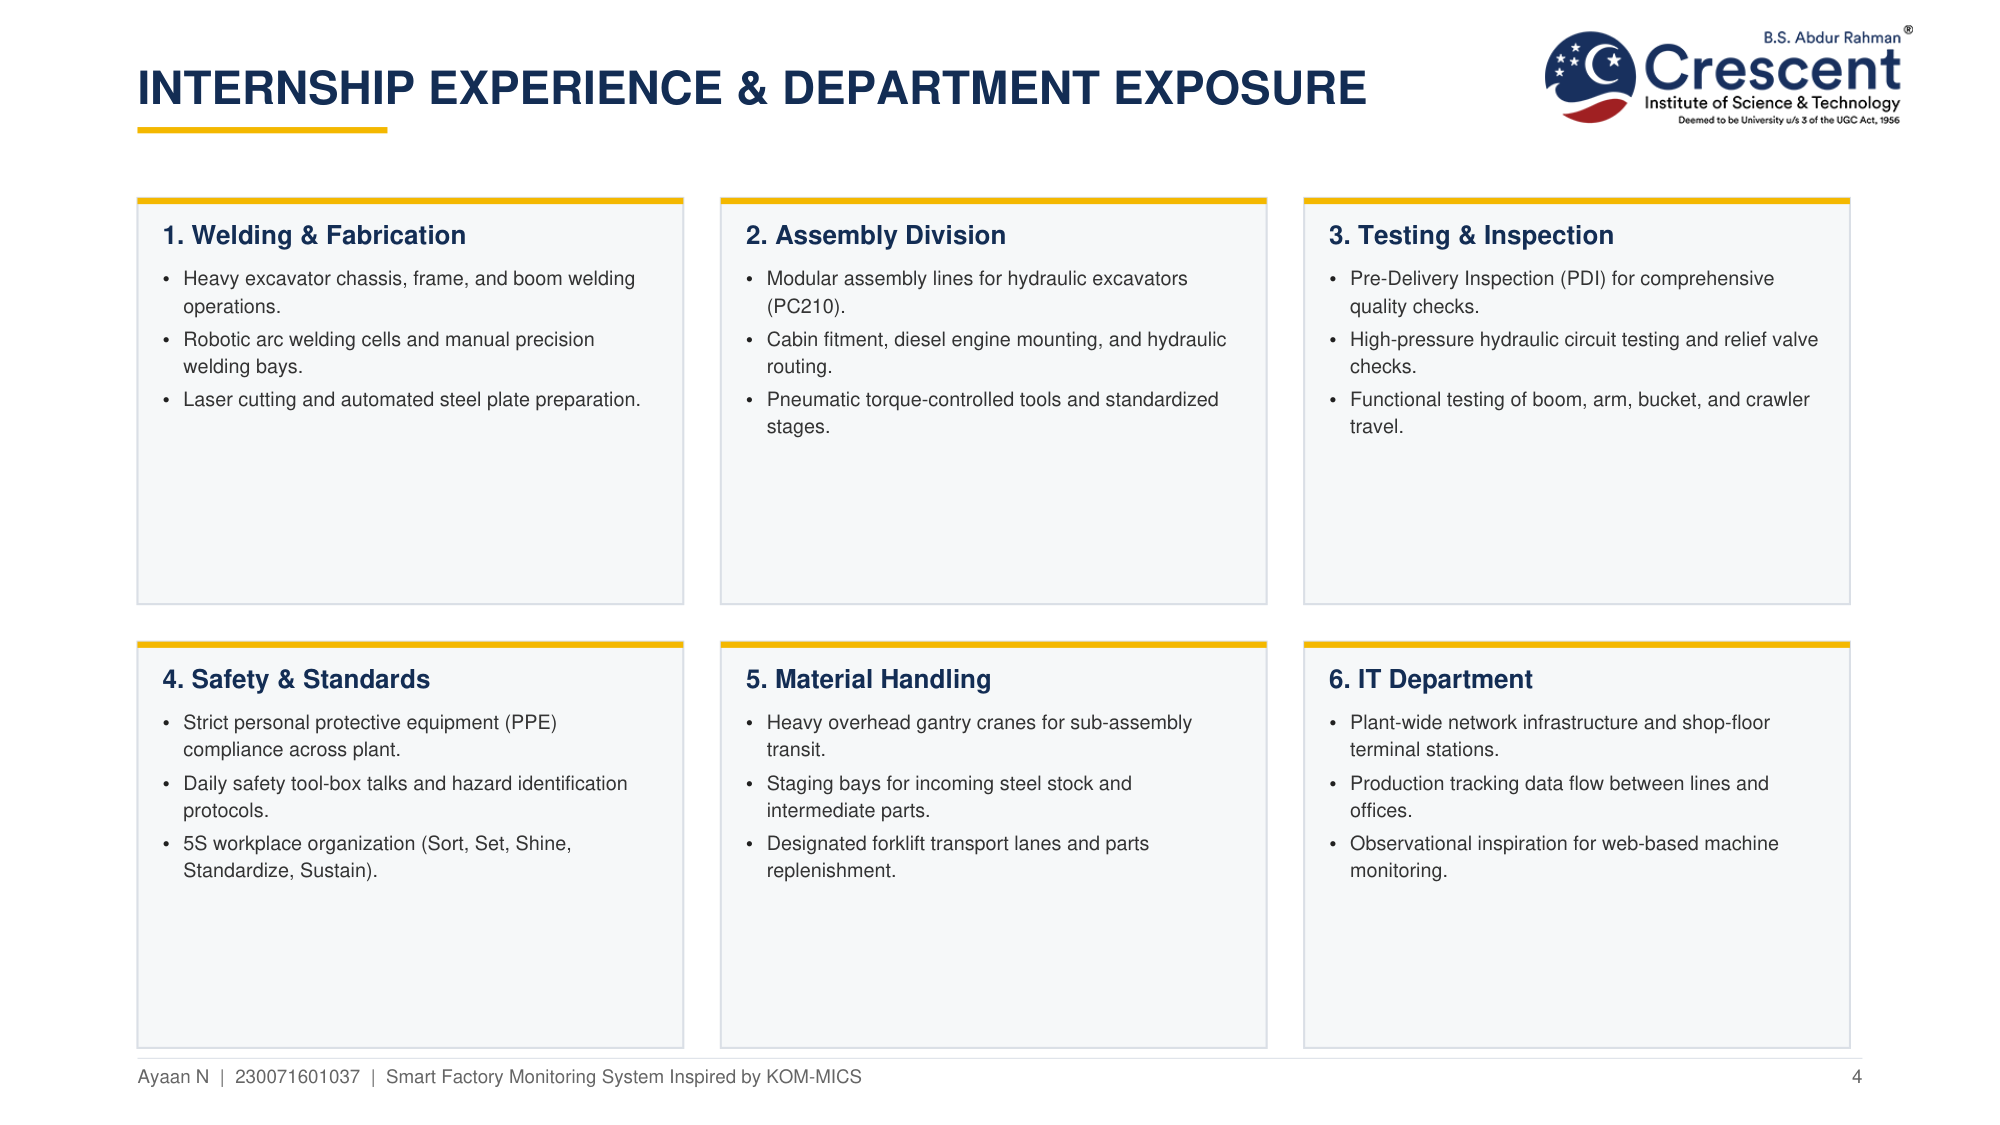 INTERNSHIP EXPERIENCE & DEPARTMENT EXPOSURE
B.S. Abdur Rahman ®
Crescent
Institute of Science & Technology
Deemed to be University u/s 3 of the UGC Act, 1956
1. Welding & Fabrication
• Heavy excavator chassis, frame, and boom welding
operations.
• Robotic arc welding cells and manual precision
welding bays.
• Laser cutting and automated steel plate preparation.
2. Assembly Division
• Modular assembly lines for hydraulic excavators
(PC210).
• Cabin fitment, diesel engine mounting, and hydraulic
routing.
• Pneumatic torque-controlled tools and standardized
stages.
3. Testing & Inspection
• Pre-Delivery Inspection (PDI) for comprehensive
quality checks.
• High-pressure hydraulic circuit testing and relief valve
checks.
• Functional testing of boom, arm, bucket, and crawler
travel.
4. Safety & Standards
• Strict personal protective equipment (PPE)
compliance across plant.
• Daily safety tool-box talks and hazard identification
protocols.
• 5S workplace organization (Sort, Set, Shine,
Standardize, Sustain).
5. Material Handling
• Heavy overhead gantry cranes for sub-assembly
transit.
• Staging bays for incoming steel stock and
intermediate parts.
• Designated forklift transport lanes and parts
replenishment.
6. IT Department
• Plant-wide network infrastructure and shop-floor
terminal stations.
• Production tracking data flow between lines and
offices.
• Observational inspiration for web-based machine
monitoring.
Ayaan N | 230071601037 | Smart Factory Monitoring System Inspired by KOM-MICS
4